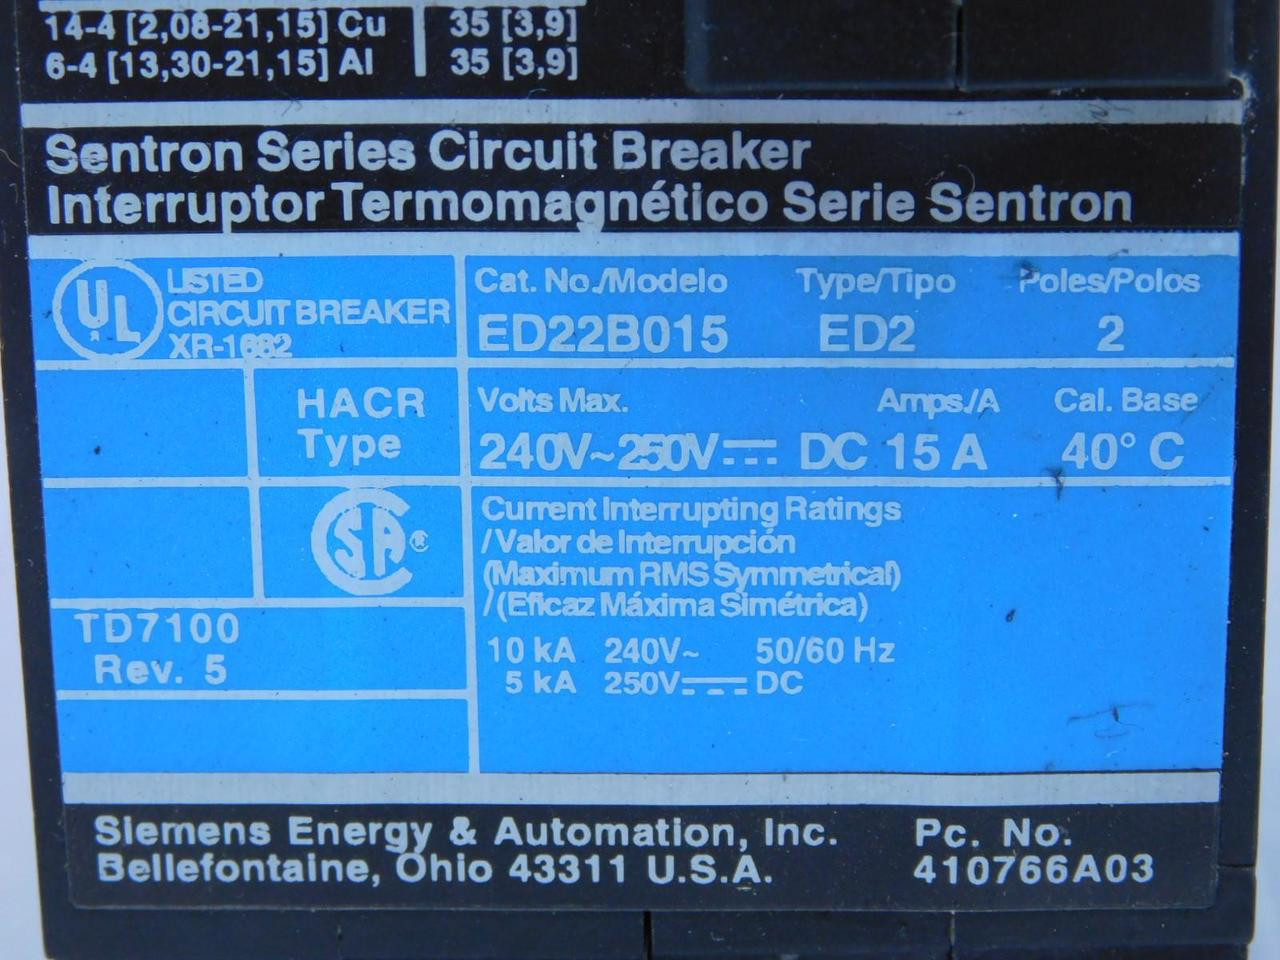 14-4 [2,08-21,15] Cu 35 [3,9]
6-4 [13,30-21,15] Al 35 [3,9]
Sentron Series Circuit Breaker
Interruptor Termomagnético Serie Sentron
UL LISTED
CIRCUIT BREAKER
XR-1682
Cat. No./Modelo Type/Tipo Poles/Polos
ED22B015 ED2 2
HACR
Type
Volts Max. Amps./A Cal. Base
240V~250V⎓ DC 15 A 40° C
CSA®
Current Interrupting Ratings
/Valor de Interrupción
(Maximum RMS Symmetrical)
/(Eficaz Máxima Simétrica)
10 kA 240V~ 50/60 Hz
5 kA 250V⎓ DC
TD7100
Rev. 5
Siemens Energy & Automation, Inc. Pc. No.
Bellefontaine, Ohio 43311 U.S.A. 410766A03